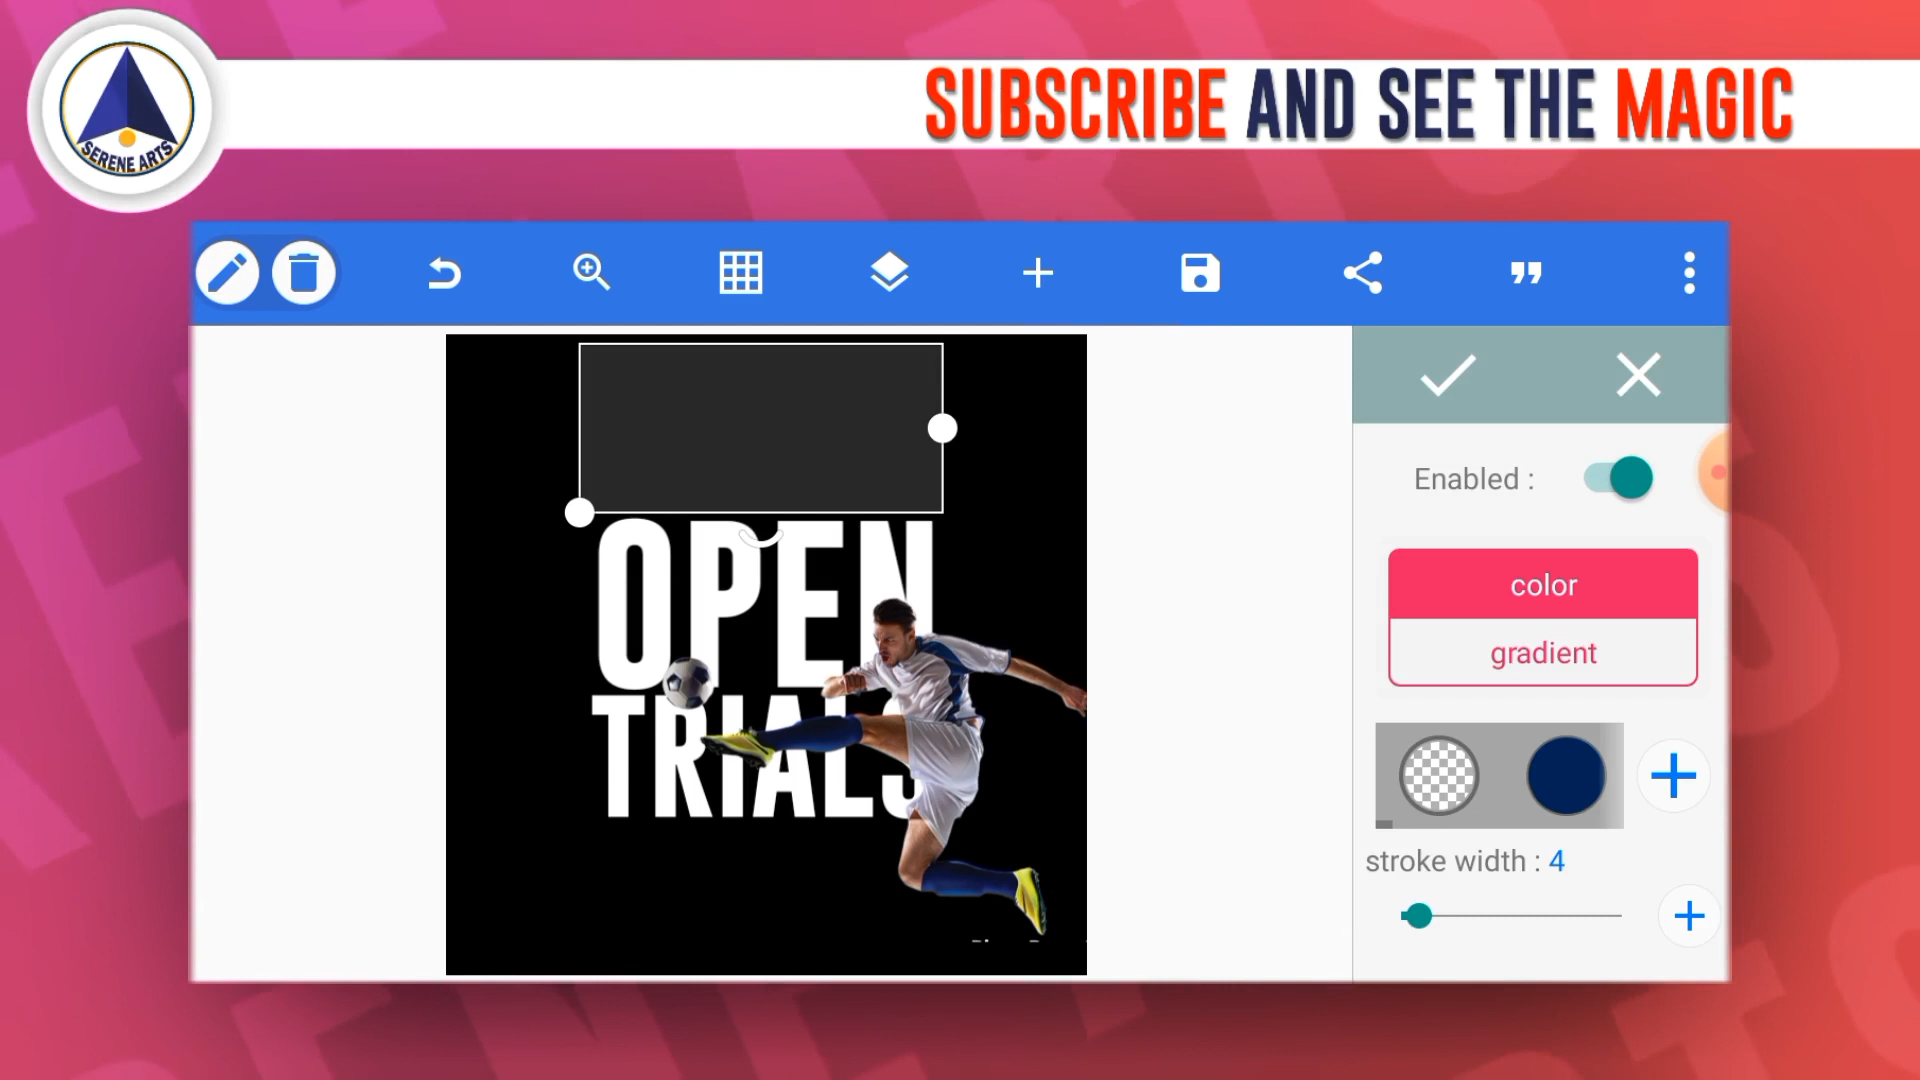 SUBSCRIBE AND SEE THE MAGIC
SERENE ARTS
Enabled :
color
gradient
stroke width : 4
OPEN
TRIALS